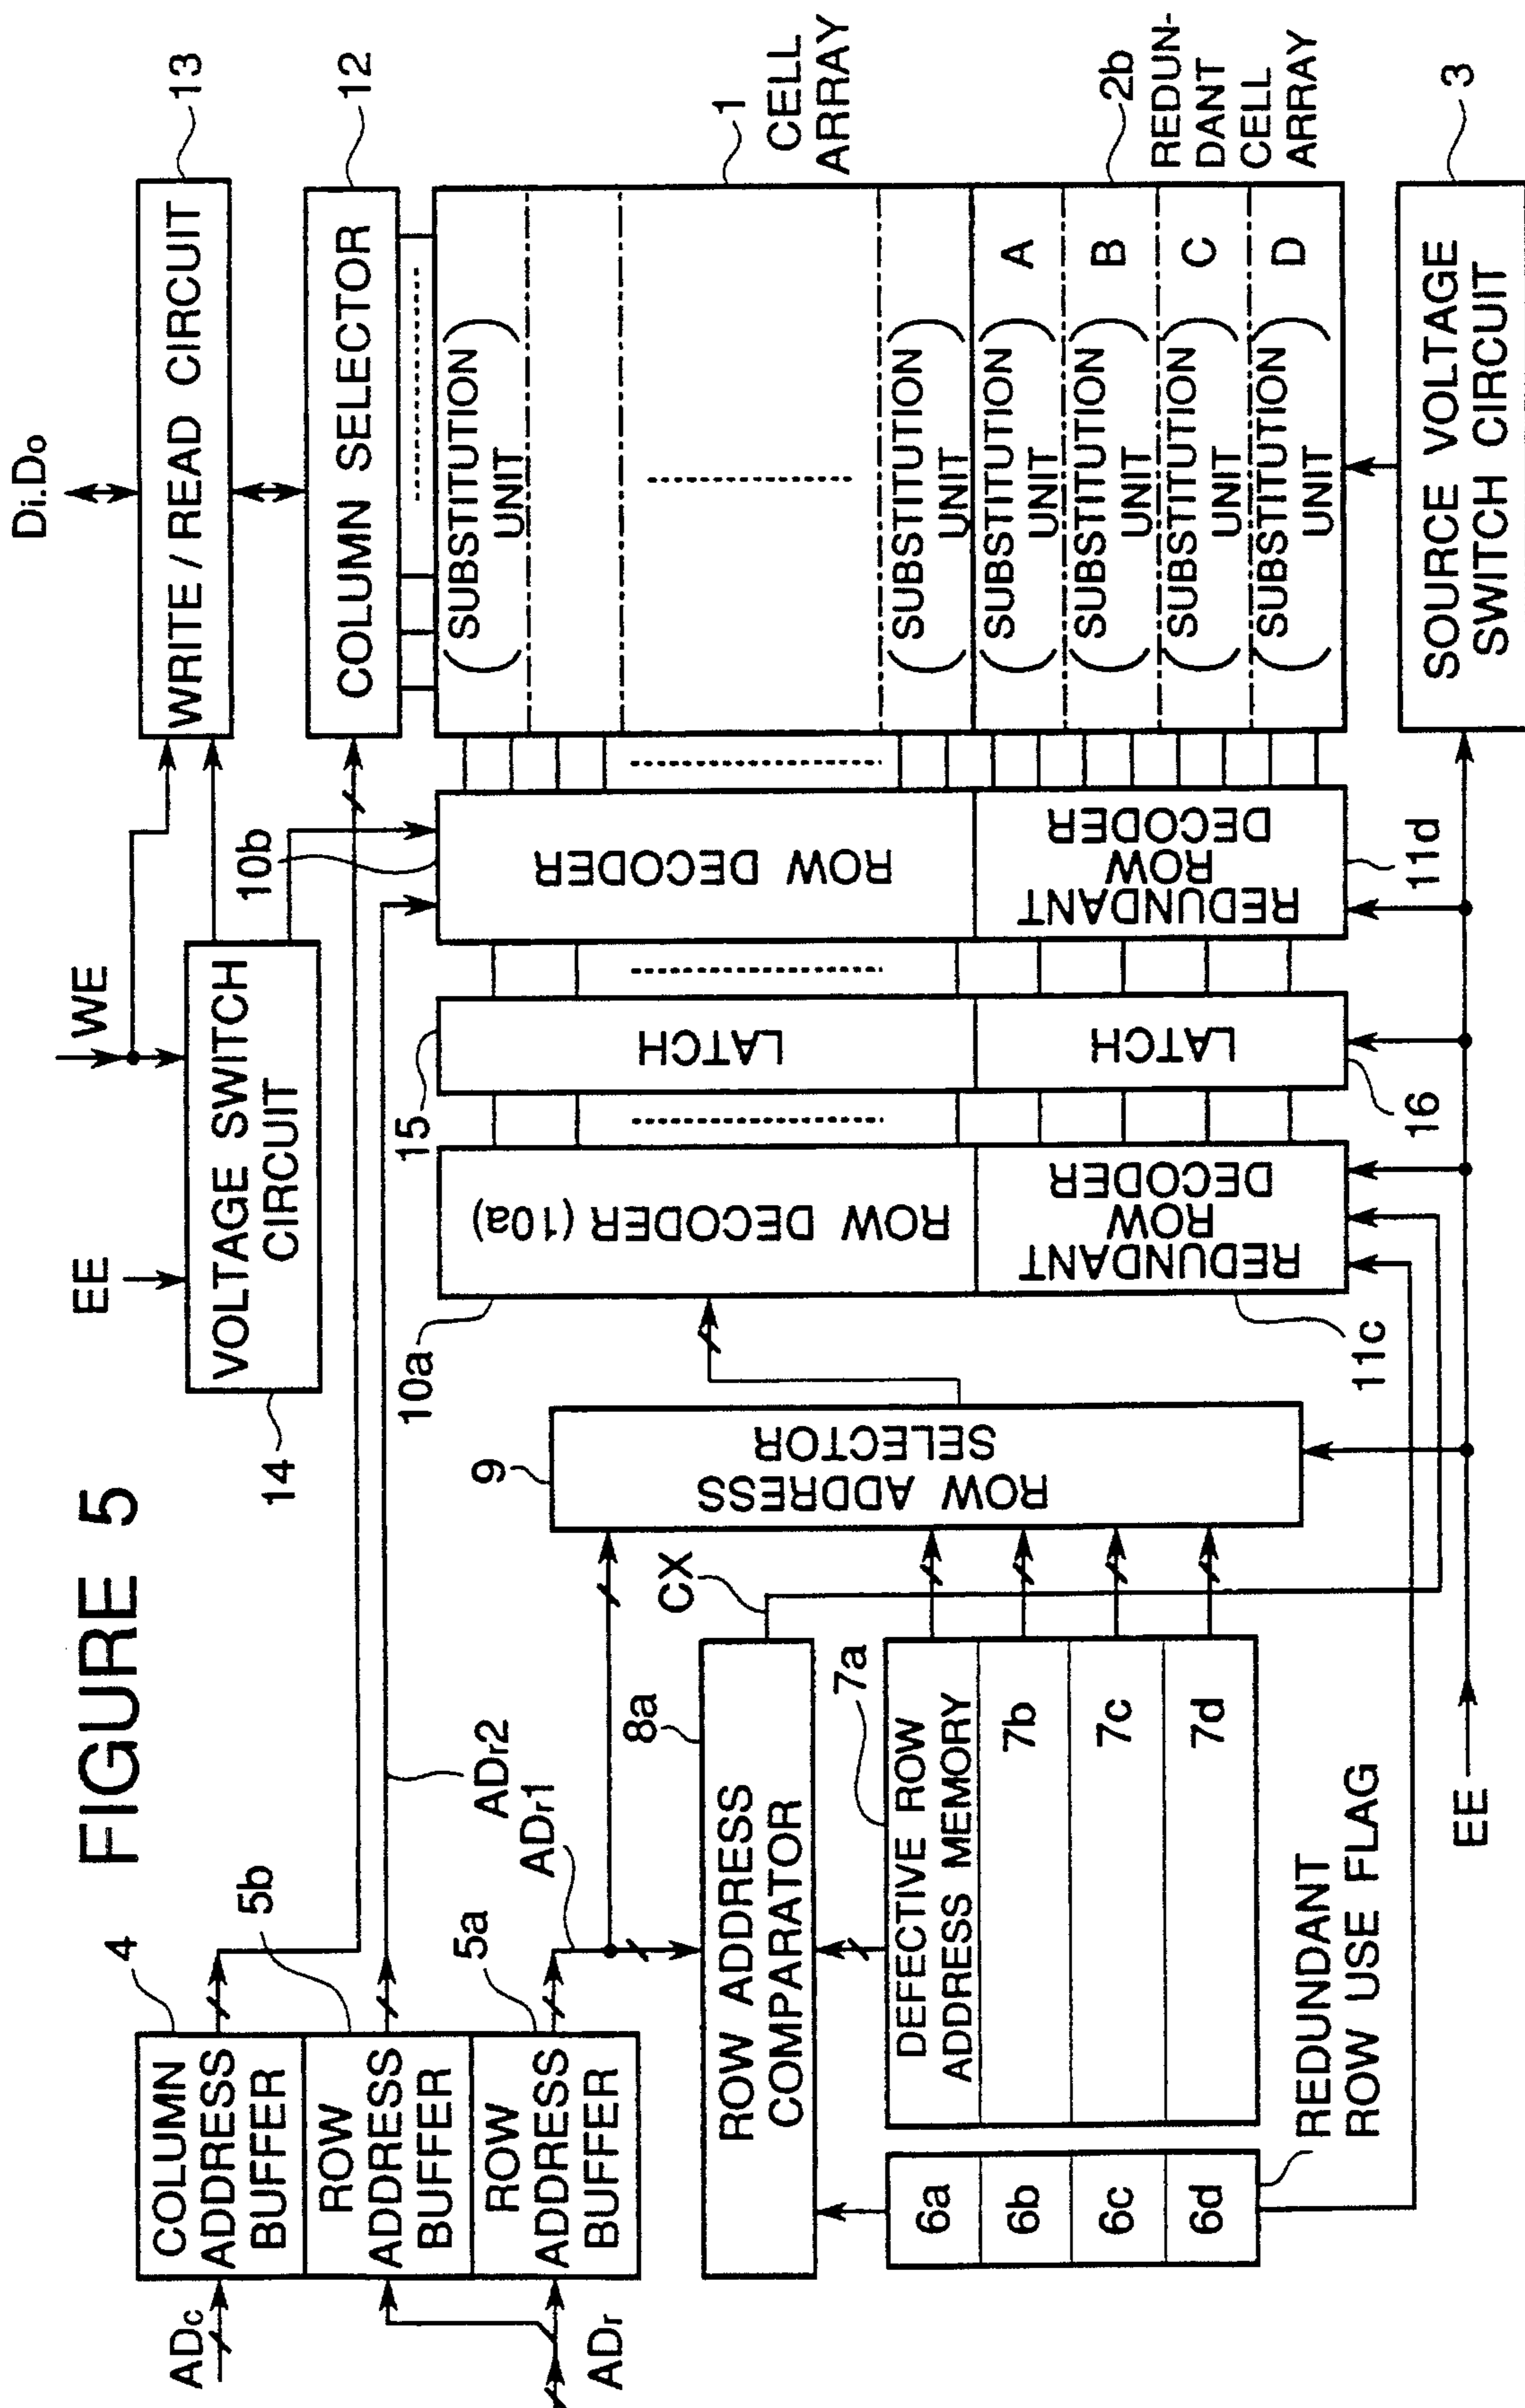 FIGURE 5
ADc
ADr
COLUMN
ADDRESS
BUFFER
4
ROW
ADDRESS
BUFFER
5b
ROW
ADDRESS
BUFFER
5a
ADr2
ADr1
EE
WE
VOLTAGE SWITCH
CIRCUIT
14
Di.Do
WRITE / READ CIRCUIT
13
COLUMN SELECTOR
12
ROW ADDRESS
COMPARATOR
8a
CX
DEFECTIVE ROW
ADDRESS MEMORY
7a
7b
7c
7d
6a
6b
6c
6d
REDUNDANT
ROW USE FLAG
ROW ADDRESS
SELECTOR
9
ROW DECODER (10a)
10a
REDUNDANT
ROW
DECODER
11c
LATCH
15
LATCH
16
ROW DECODER
10b
REDUNDANT
ROW
DECODER
11d
(SUBSTITUTION)
UNIT
(SUBSTITUTION)
UNIT
(SUBSTITUTION) A
UNIT
(SUBSTITUTION) B
UNIT
(SUBSTITUTION) C
UNIT
(SUBSTITUTION) D
UNIT
1
CELL
ARRAY
2b
REDUN-
DANT
CELL
ARRAY
SOURCE VOLTAGE
SWITCH CIRCUIT
3
EE